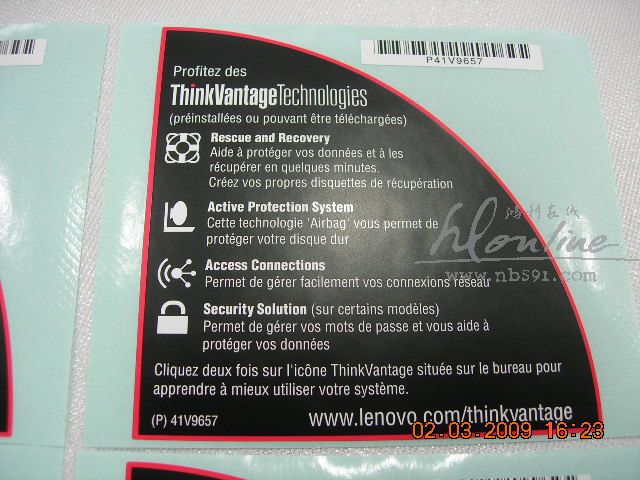 P41V9657
Profitez des
ThinkVantageTechnologies
(préinstallées ou pouvant être téléchargées)
Rescue and Recovery
Aide à protéger vos données et à les
récupérer en quelques minutes.
Créez vos propres disquettes de récupération
Active Protection System
Cette technologie 'Airbag' vous permet de
protéger votre disque dur
Access Connections
Permet de gérer facilement vos connexions réseau
Security Solution (sur certains modèles)
Permet de gérer vos mots de passe et vous aide à
protéger vos données
Cliquez deux fois sur l'icône ThinkVantage située sur le bureau pour
apprendre à mieux utiliser votre système.
(P) 41V9657
www.lenovo.com/thinkvantage
鸿利在线
hlonline
www.nb591.com
02.03.2009 16:23